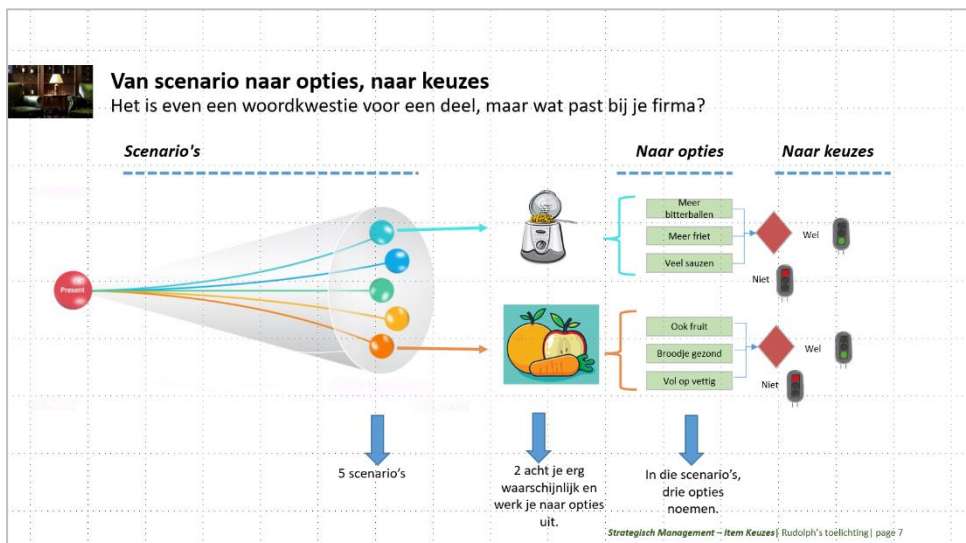 Van scenario naar opties, naar keuzes
Het is even een woordkwestie voor een deel, maar wat past bij je firma?
Scenario's
Naar opties
Naar keuzes
Present
Meer
bitterballen
Meer friet
Veel sauzen
Wel
Niet
Ook fruit
Broodje gezond
Vol op vettig
Wel
Niet
5 scenario's
2 acht je erg
waarschijnlijk en
werk je naar opties
uit.
In die scenario's,
drie opties
noemen.
Strategisch Management – Item Keuzes| Rudolph's toelichting| page 7